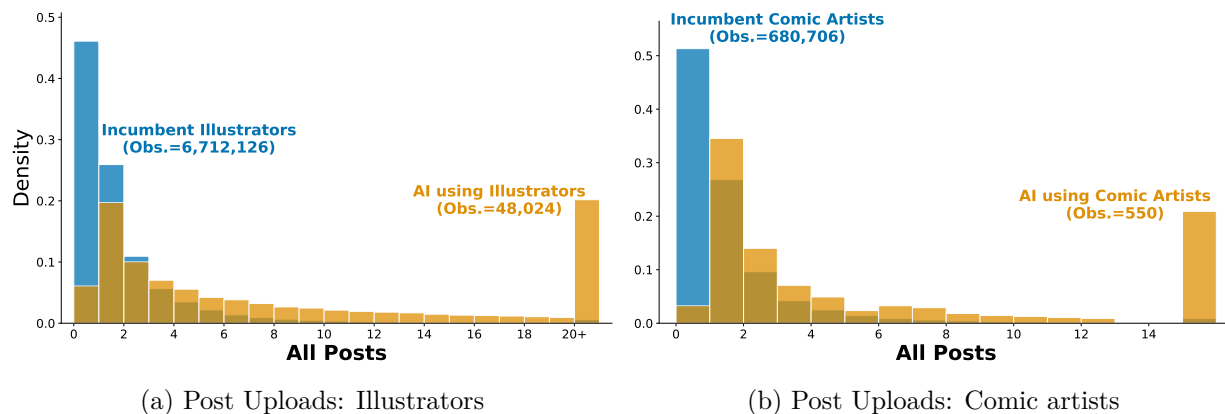 0.5
0.4
0.3
0.2
0.1
0.0
Density
Incumbent Illustrators
(Obs.=6,712,126)
AI using Illustrators
(Obs.=48,024)
0 2 4 6 8 10 12 14 16 18 20+
All Posts
(a) Post Uploads: Illustrators
0.5
0.4
0.3
0.2
0.1
0.0
Incumbent Comic Artists
(Obs.=680,706)
AI using Comic Artists
(Obs.=550)
0 2 4 6 8 10 12 14
All Posts
(b) Post Uploads: Comic artists